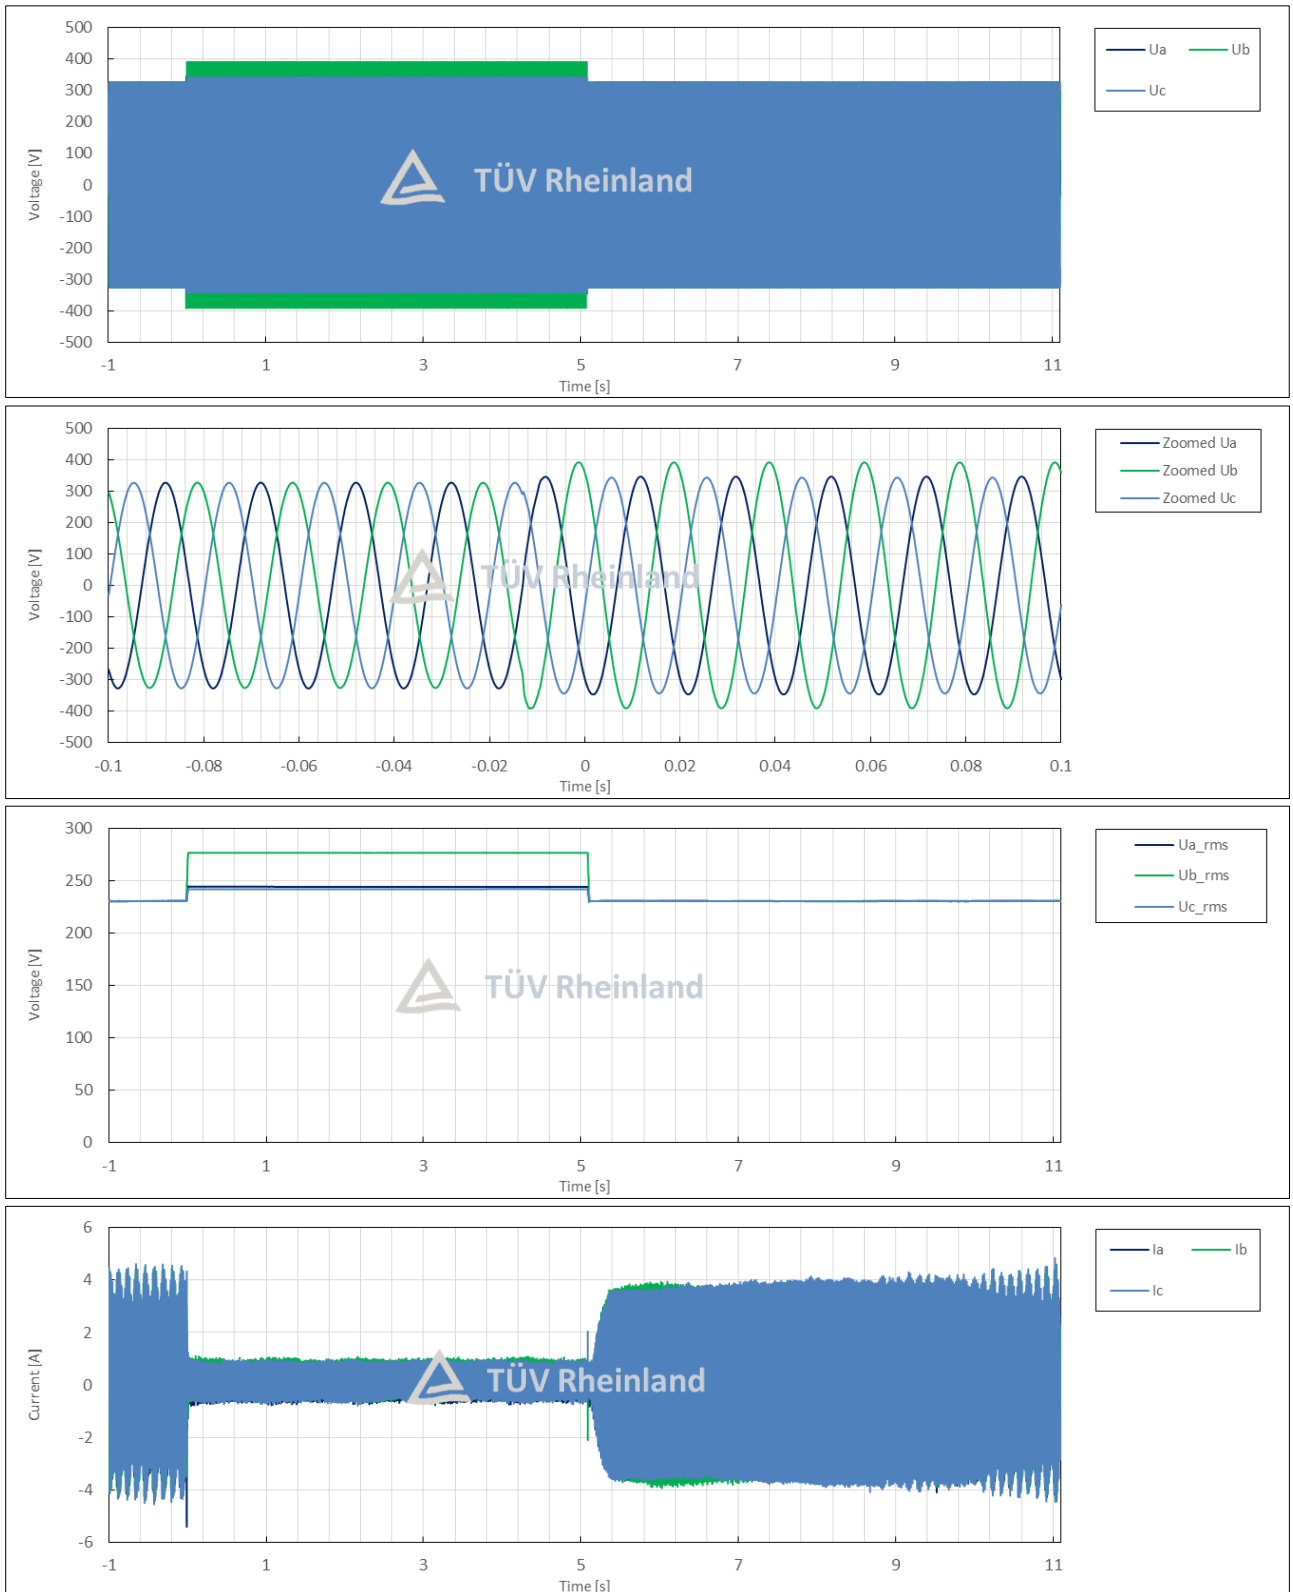 500
400
300
200
100
0
-100
-200
-300
-400
-500
Voltage [V]
-1 1 3 5 7 9 11
Time [s]
Ua Ub
Uc
TÜV Rheinland
500
400
300
200
100
0
-100
-200
-300
-400
-500
Voltage [V]
-0.1 -0.08 -0.06 -0.04 -0.02 0 0.02 0.04 0.06 0.08 0.1
Time [s]
Zoomed Ua
Zoomed Ub
Zoomed Uc
TÜV Rheinland
300
250
200
150
100
50
0
Voltage [V]
-1 1 3 5 7 9 11
Time [s]
Ua_rms
Ub_rms
Uc_rms
TÜV Rheinland
6
4
2
0
-2
-4
-6
Current [A]
-1 1 3 5 7 9 11
Time [s]
Ia Ib
Ic
TÜV Rheinland